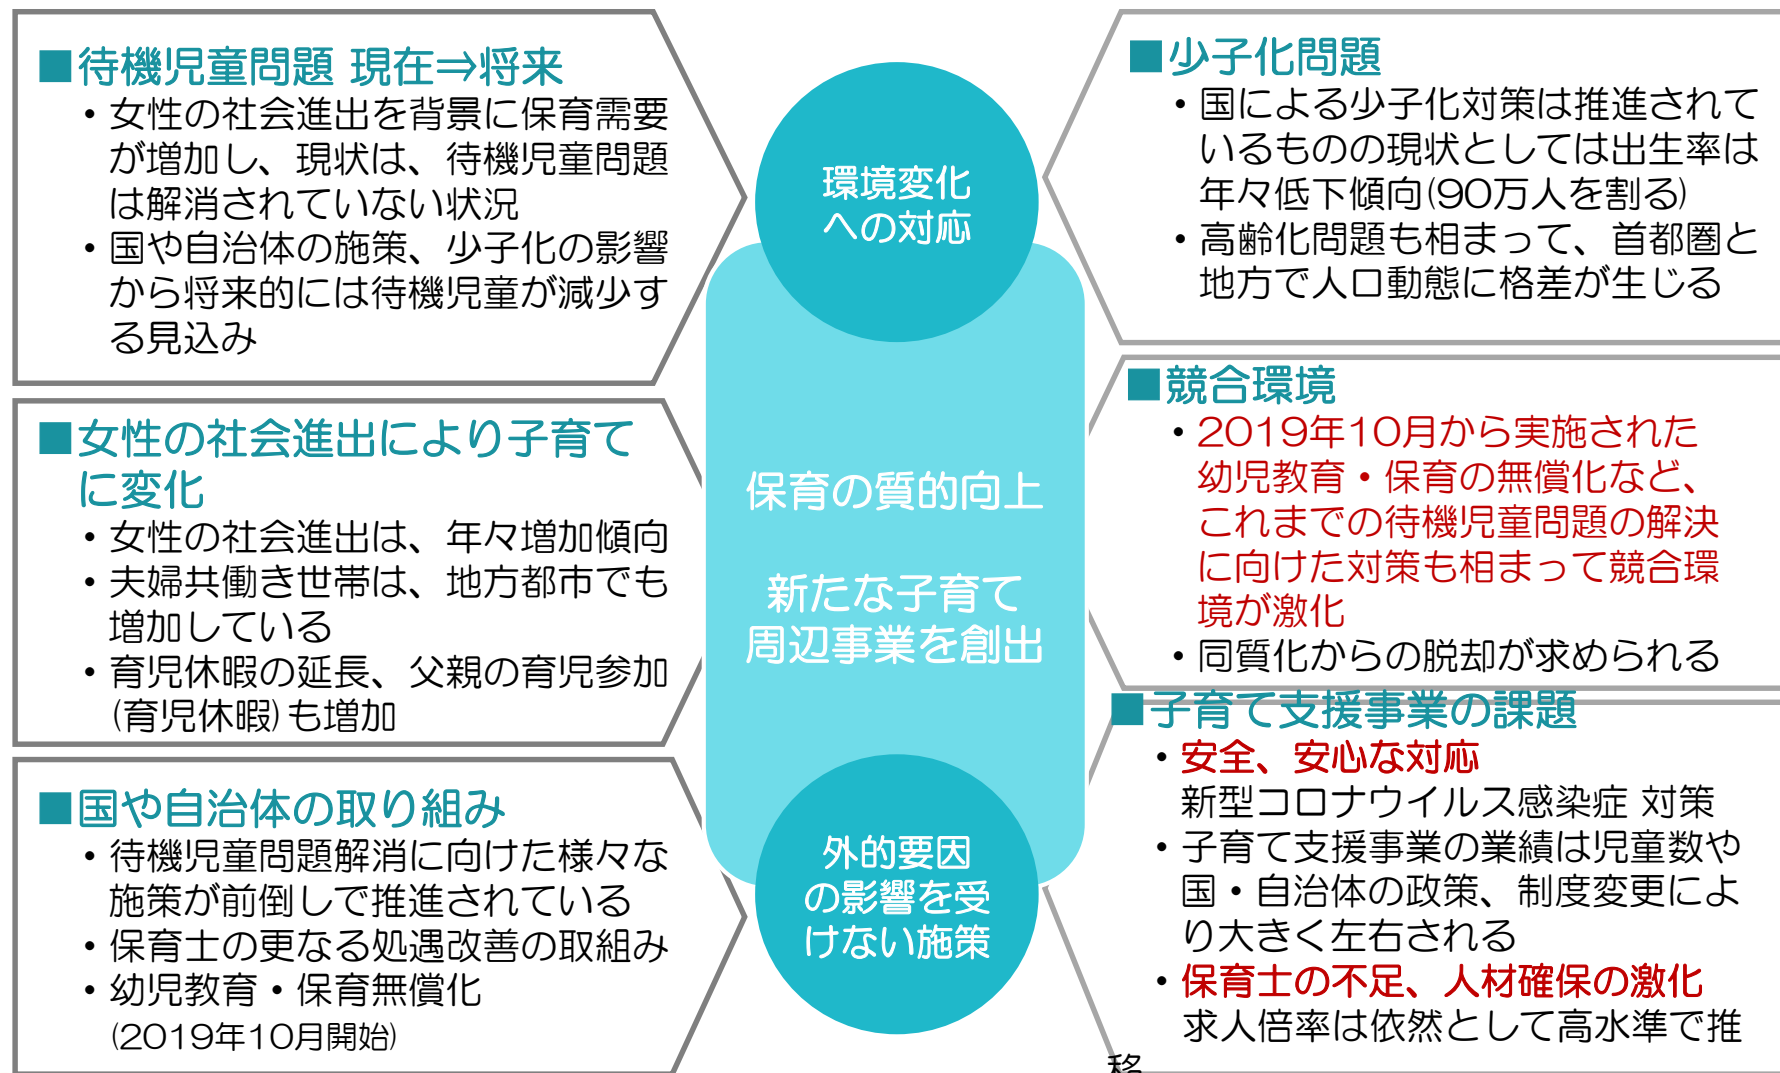 ■待機児童問題 現在⇒将来
・女性の社会進出を背景に保育需要
が増加し、現状は、待機児童問題
は解消されていない状況
・国や自治体の施策、少子化の影響
から将来的には待機児童が減少す
る見込み
■女性の社会進出により子育て
に変化
・女性の社会進出は、年々増加傾向
・夫婦共働き世帯は、地方都市でも
増加している
・育児休暇の延長、父親の育児参加
(育児休暇)も増加
■国や自治体の取り組み
・待機児童問題解消に向けた様々な
施策が前倒しで推進されている
・保育士の更なる処遇改善の取組み
・幼児教育・保育無償化
(2019年10月開始)
環境変化
への対応
保育の質的向上
新たな子育て
周辺事業を創出
外的要因
の影響を受
けない施策
■少子化問題
・国による少子化対策は推進されて
いるものの現状としては出生率は
年々低下傾向(90万人を割る)
・高齢化問題も相まって、首都圏と
地方で人口動態に格差が生じる
■競合環境
・2019年10月から実施された
幼児教育・保育の無償化など、
これまでの待機児童問題の解決
に向けた対策も相まって競合環
境が激化
・同質化からの脱却が求められる
■子育て支援事業の課題
・安全、安心な対応
新型コロナウイルス感染症 対策
・子育て支援事業の業績は児童数や
国・自治体の政策、制度変更によ
り大きく左右される
・保育士の不足、人材確保の激化
求人倍率は依然として高水準で推
移